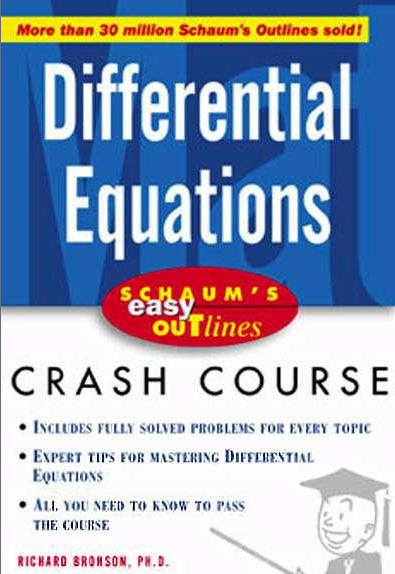 More than 30 million Schaum's Outlines sold!
Mat
Differential
Equations
SCHAUM'S
easy
OUTlines
CRASH COURSE
• INCLUDES FULLY SOLVED PROBLEMS FOR EVERY TOPIC
• EXPERT TIPS FOR MASTERING DIFFERENTIAL
EQUATIONS
• ALL YOU NEED TO KNOW TO PASS
THE COURSE
RICHARD BRONSON, PH.D.